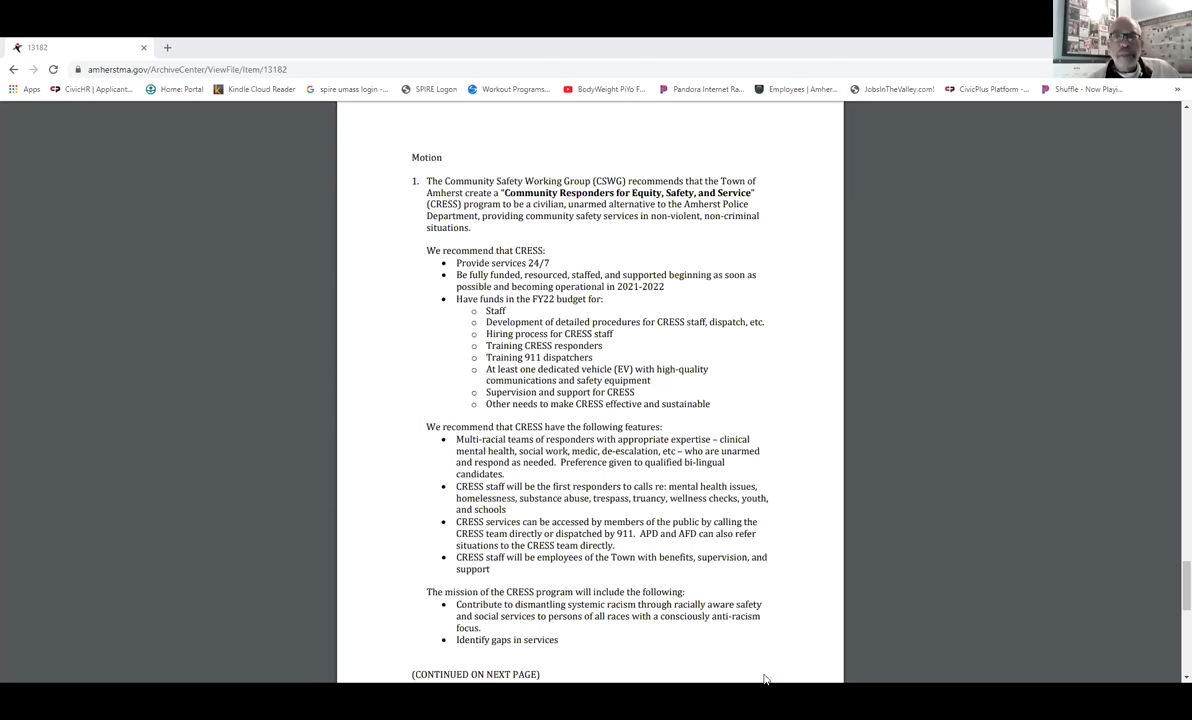 13182
amherstma.gov/ArchiveCenter/ViewFile/Item/13182
Apps
CivicHR | Applicant...
Home: Portal
Kindle Cloud Reader
spire umass login -...
SPIRE Logon
Workout Programs...
BodyWeight PiYo F...
Pandora Internet Ra...
Employees | Amher...
JobsInTheValley.com!
CivicPlus Platform -...
Shuffle - Now Playi...
Motion
1. The Community Safety Working Group (CSWG) recommends that the Town of
Amherst create a "Community Responders for Equity, Safety, and Service"
(CRESS) program to be a civilian, unarmed alternative to the Amherst Police
Department, providing community safety services in non-violent, non-criminal
situations.
We recommend that CRESS:
• Provide services 24/7
• Be fully funded, resourced, staffed, and supported beginning as soon as
possible and becoming operational in 2021-2022
• Have funds in the FY22 budget for:
o Staff
o Development of detailed procedures for CRESS staff, dispatch, etc.
o Hiring process for CRESS staff
o Training CRESS responders
o Training 911 dispatchers
o At least one dedicated vehicle (EV) with high-quality
communications and safety equipment
o Supervision and support for CRESS
o Other needs to make CRESS effective and sustainable
We recommend that CRESS have the following features:
• Multi-racial teams of responders with appropriate expertise – clinical
mental health, social work, medic, de-escalation, etc – who are unarmed
and respond as needed. Preference given to qualified bi-lingual
candidates.
• CRESS staff will be the first responders to calls re: mental health issues,
homelessness, substance abuse, trespass, truancy, wellness checks, youth,
and schools
• CRESS services can be accessed by members of the public by calling the
CRESS team directly or dispatched by 911. APD and AFD can also refer
situations to the CRESS team directly.
• CRESS staff will be employees of the Town with benefits, supervision, and
support
The mission of the CRESS program will include the following:
• Contribute to dismantling systemic racism through racially aware safety
and social services to persons of all races with a consciously anti-racism
focus.
• Identify gaps in services
(CONTINUED ON NEXT PAGE)